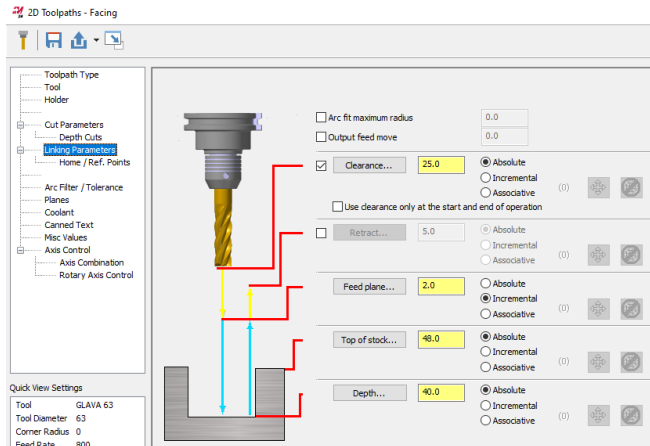 2D Toolpaths - Facing
Toolpath Type
Tool
Holder
Cut Parameters
Depth Cuts
Linking Parameters
Home / Ref. Points
Arc Filter / Tolerance
Planes
Coolant
Canned Text
Misc Values
Axis Control
Axis Combination
Rotary Axis Control
Quick View Settings
Tool GLAVA 63
Tool Diameter 63
Corner Radius 0
Feed Rate 800
Arc fit maximum radius 0.0
Output feed move 0.0
Clearance... 25.0 Absolute
Incremental
Associative (0)
Use clearance only at the start and end of operation
Retract... 5.0 Absolute
Incremental
Associative (0)
Feed plane... 2.0 Absolute
Incremental
Associative (0)
Top of stock... 48.0 Absolute
Incremental
Associative (0)
Depth... 40.0 Absolute
Incremental
Associative (0)